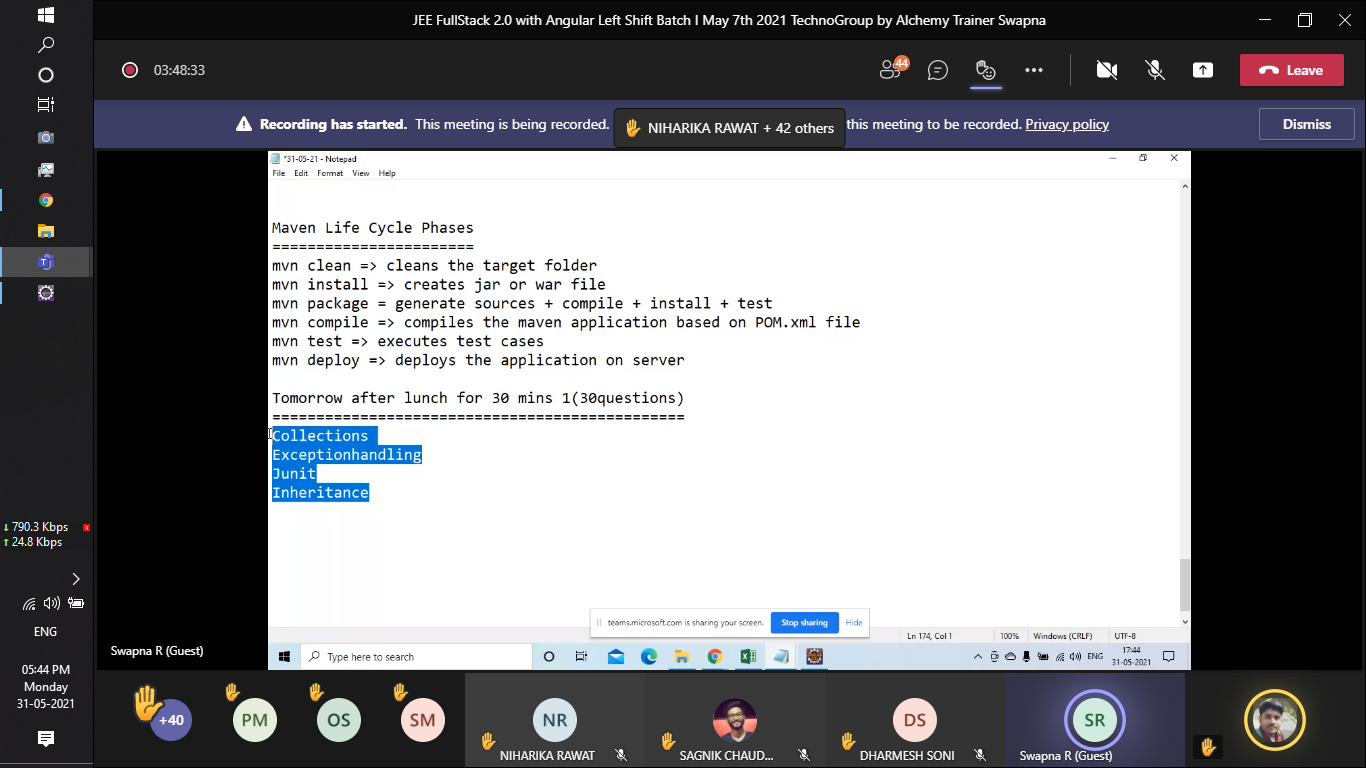 JEE FullStack 2.0 with Angular Left Shift Batch I May 7th 2021 TechnoGroup by Alchemy Trainer Swapna
03:48:33
44
Leave
Recording has started. This meeting is being recorded.
NIHARIKA RAWAT + 42 others
this meeting to be recorded. Privacy policy
Dismiss
*31-05-21 - Notepad
File Edit Format View Help
Maven Life Cycle Phases
=======================
mvn clean => cleans the target folder
mvn install => creates jar or war file
mvn package = generate sources + compile + install + test
mvn compile => compiles the maven application based on POM.xml file
mvn test => executes test cases
mvn deploy => deploys the application on server
Tomorrow after lunch for 30 mins 1(30questions)
===============================================
Collections
Exceptionhandling
Junit
Inheritance
teams.microsoft.com is sharing your screen.
Stop sharing
Hide
Ln 174, Col 1
100%
Windows (CRLF)
UTF-8
Type here to search
ENG
17:44
31-05-2021
Swapna R (Guest)
↓ 790.3 Kbps
↑ 24.8 Kbps
ENG
05:44 PM
Monday
31-05-2021
+40
PM
OS
SM
NR
NIHARIKA RAWAT
SAGNIK CHAUD...
DS
DHARMESH SONI
SR
Swapna R (Guest)